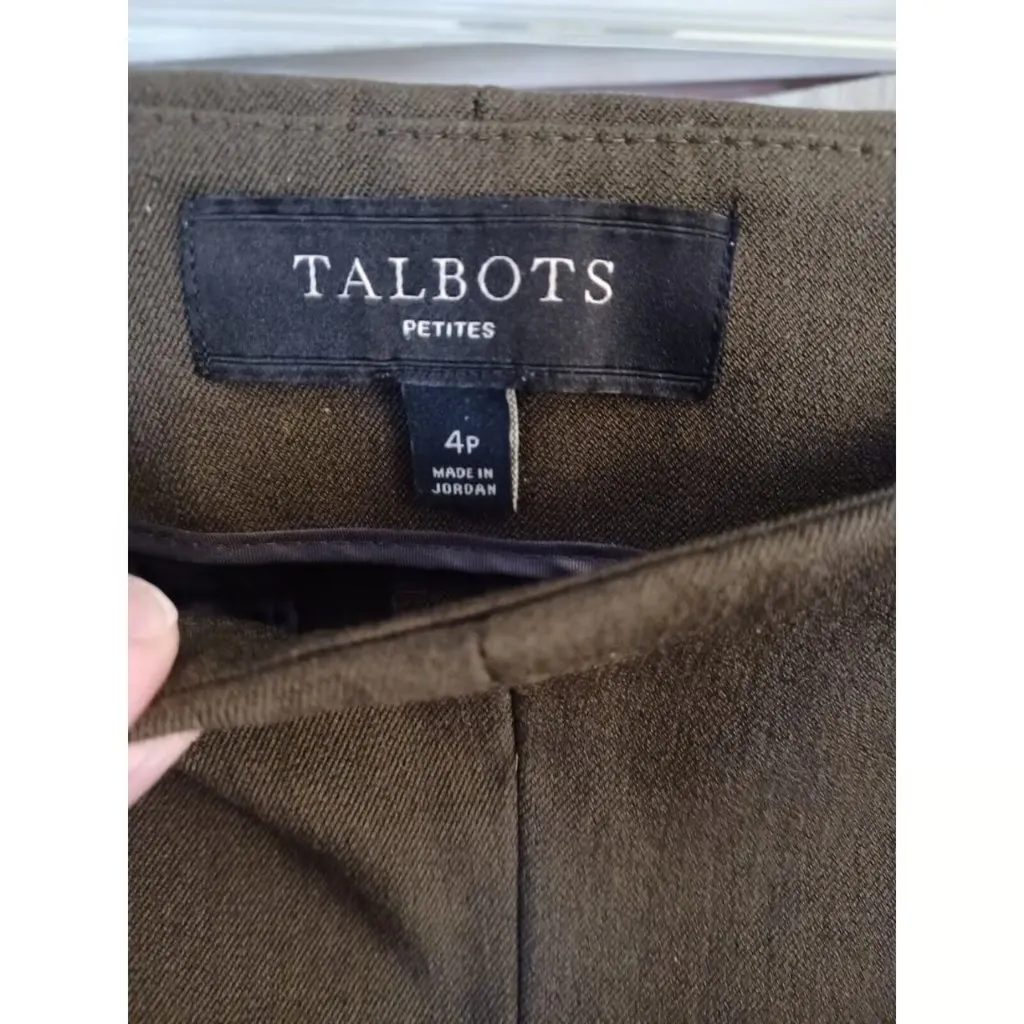 TALBOTS
PETITES
4P
MADE IN
JORDAN